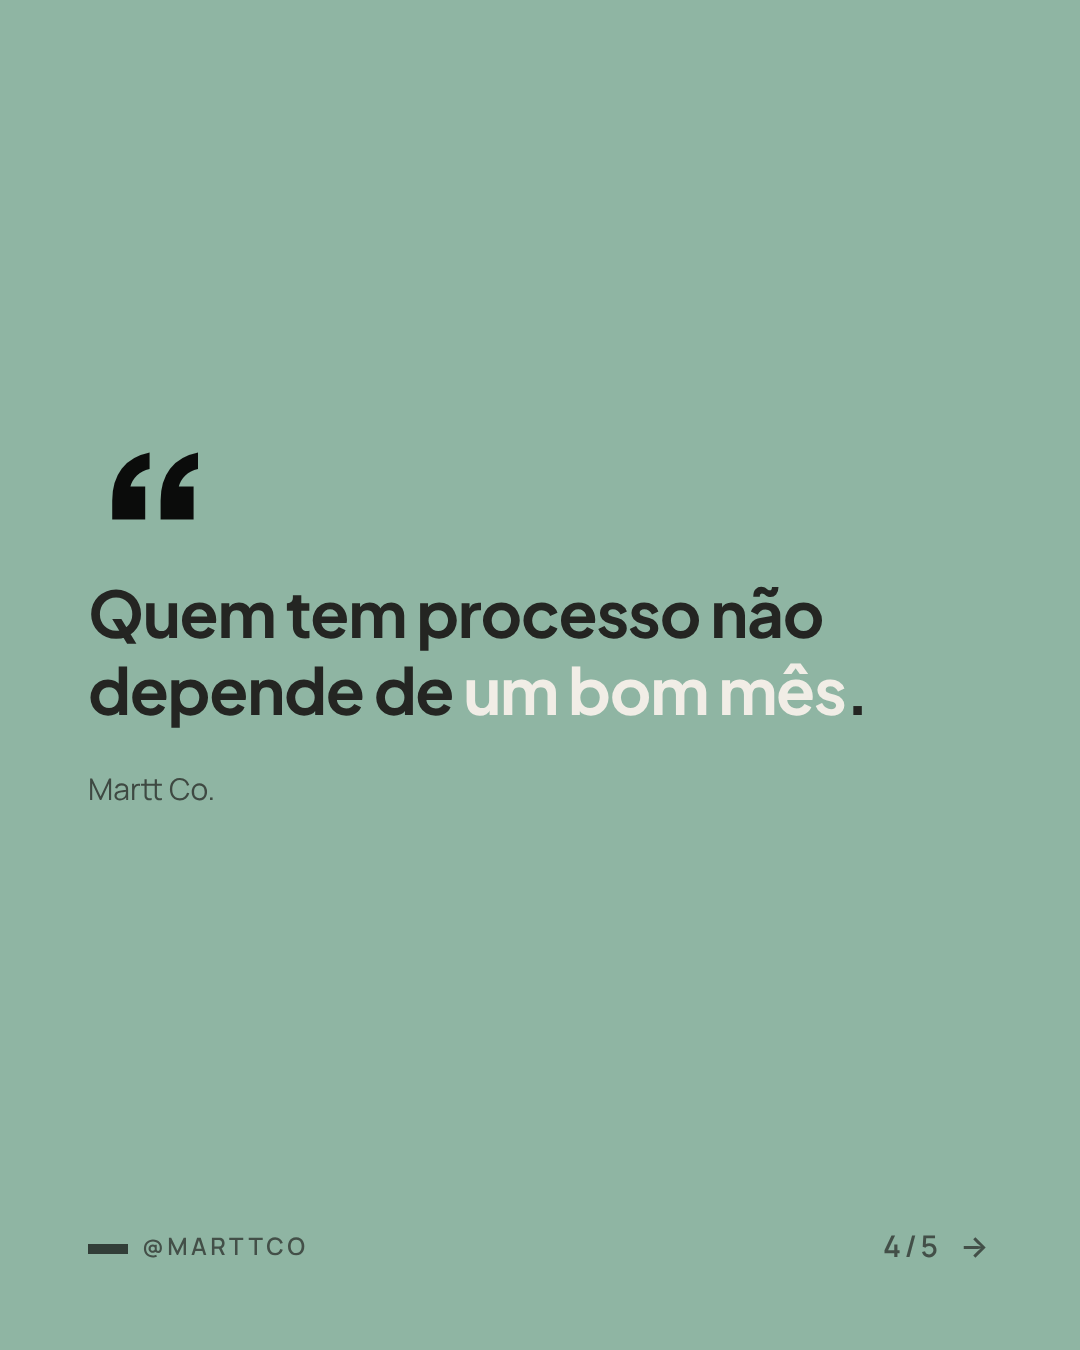 “
Quem tem processo não
depende de um bom mês.
Martt Co.
@MARTTCO
4/5 →